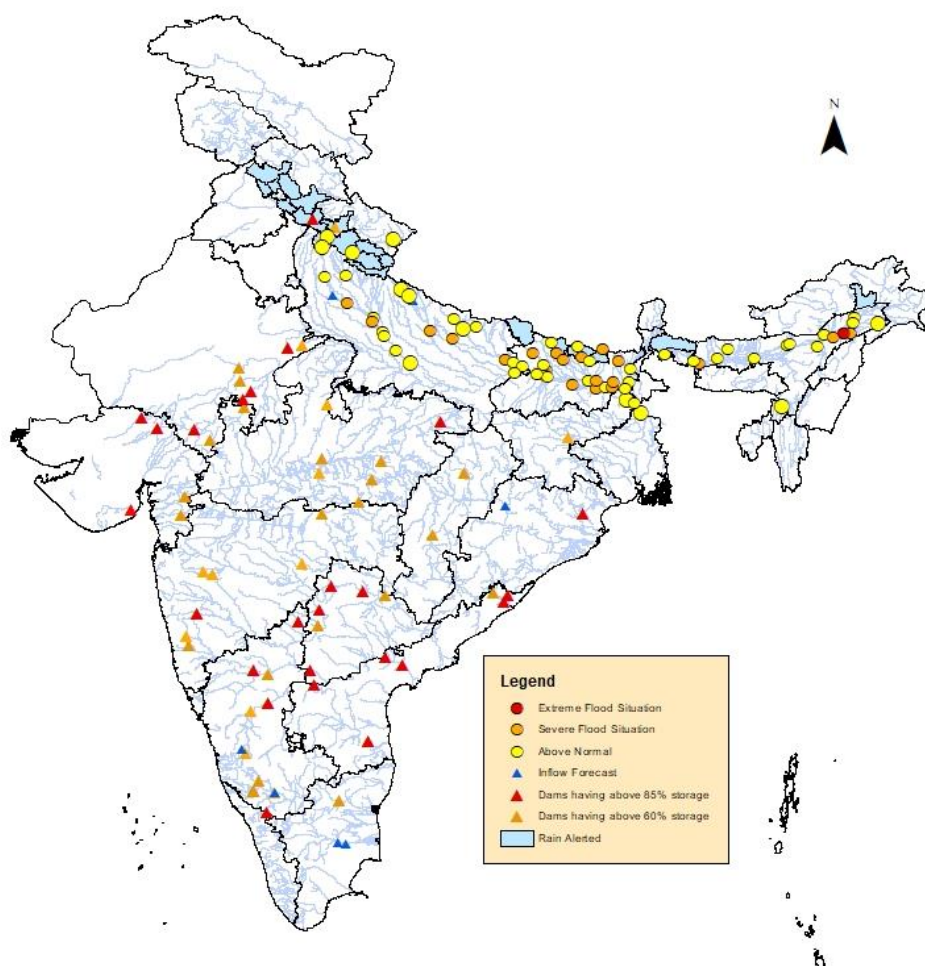 N
Legend
Extreme Flood Situation
Severe Flood Situation
Above Normal
Inflow Forecast
Dams having above 85% storage
Dams having above 60% storage
Rain Alerted